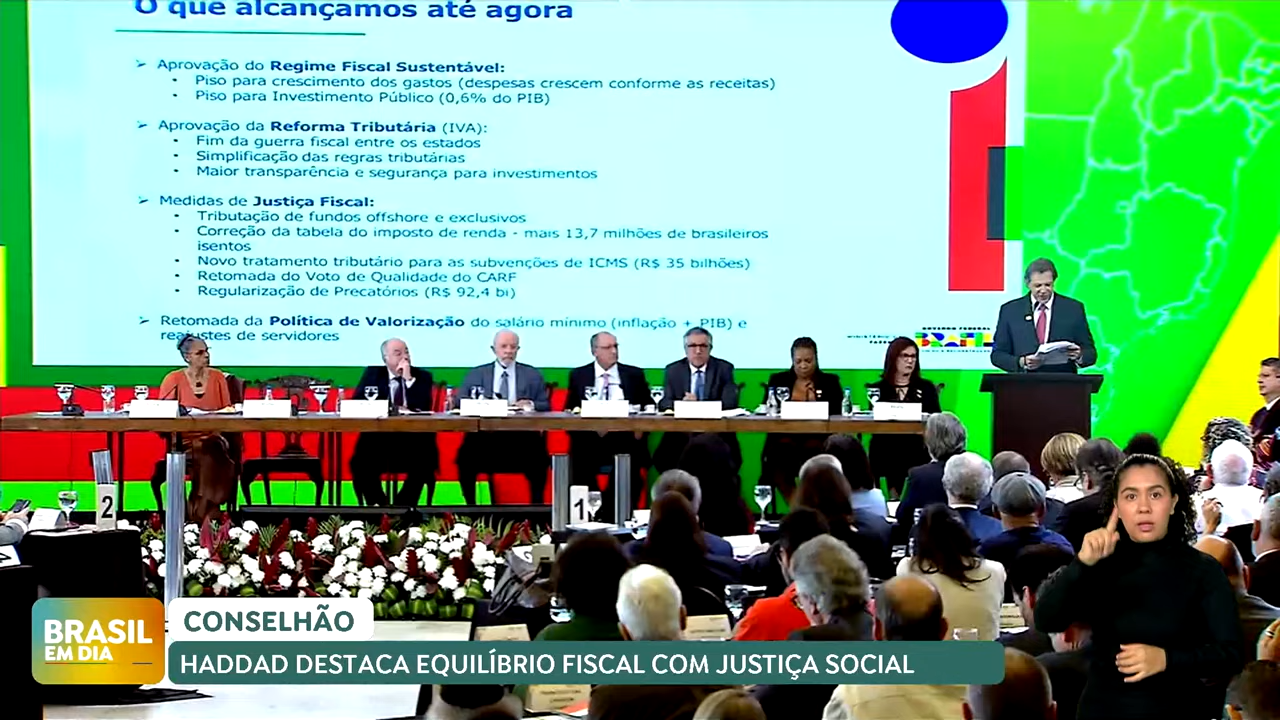 O que alcançamos até agora
Aprovação do Regime Fiscal Sustentável:
Piso para crescimento dos gastos (despesas crescem conforme as receitas)
Piso para Investimento Público (0,6% do PIB)
Aprovação da Reforma Tributária (IVA):
Fim da guerra fiscal entre os estados
Simplificação das regras tributárias
Maior transparência e segurança para investimentos
Medidas de Justiça Fiscal:
Tributação de fundos offshore e exclusivos
Correção da tabela do imposto de renda - mais 13,7 milhões de brasileiros
isentos
Novo tratamento tributário para as subvenções de ICMS (R$ 35 bilhões)
Retomada do Voto de Qualidade do CARF
Regularização de Precatórios (R$ 92,4 bi)
Retomada da Política de Valorização do salário mínimo (inflação + PIB) e
reajustes de servidores
GOVERNO FEDERAL
BRASIL
2
1
BRASIL
EM DIA
CONSELHÃO
HADDAD DESTACA EQUILÍBRIO FISCAL COM JUSTIÇA SOCIAL